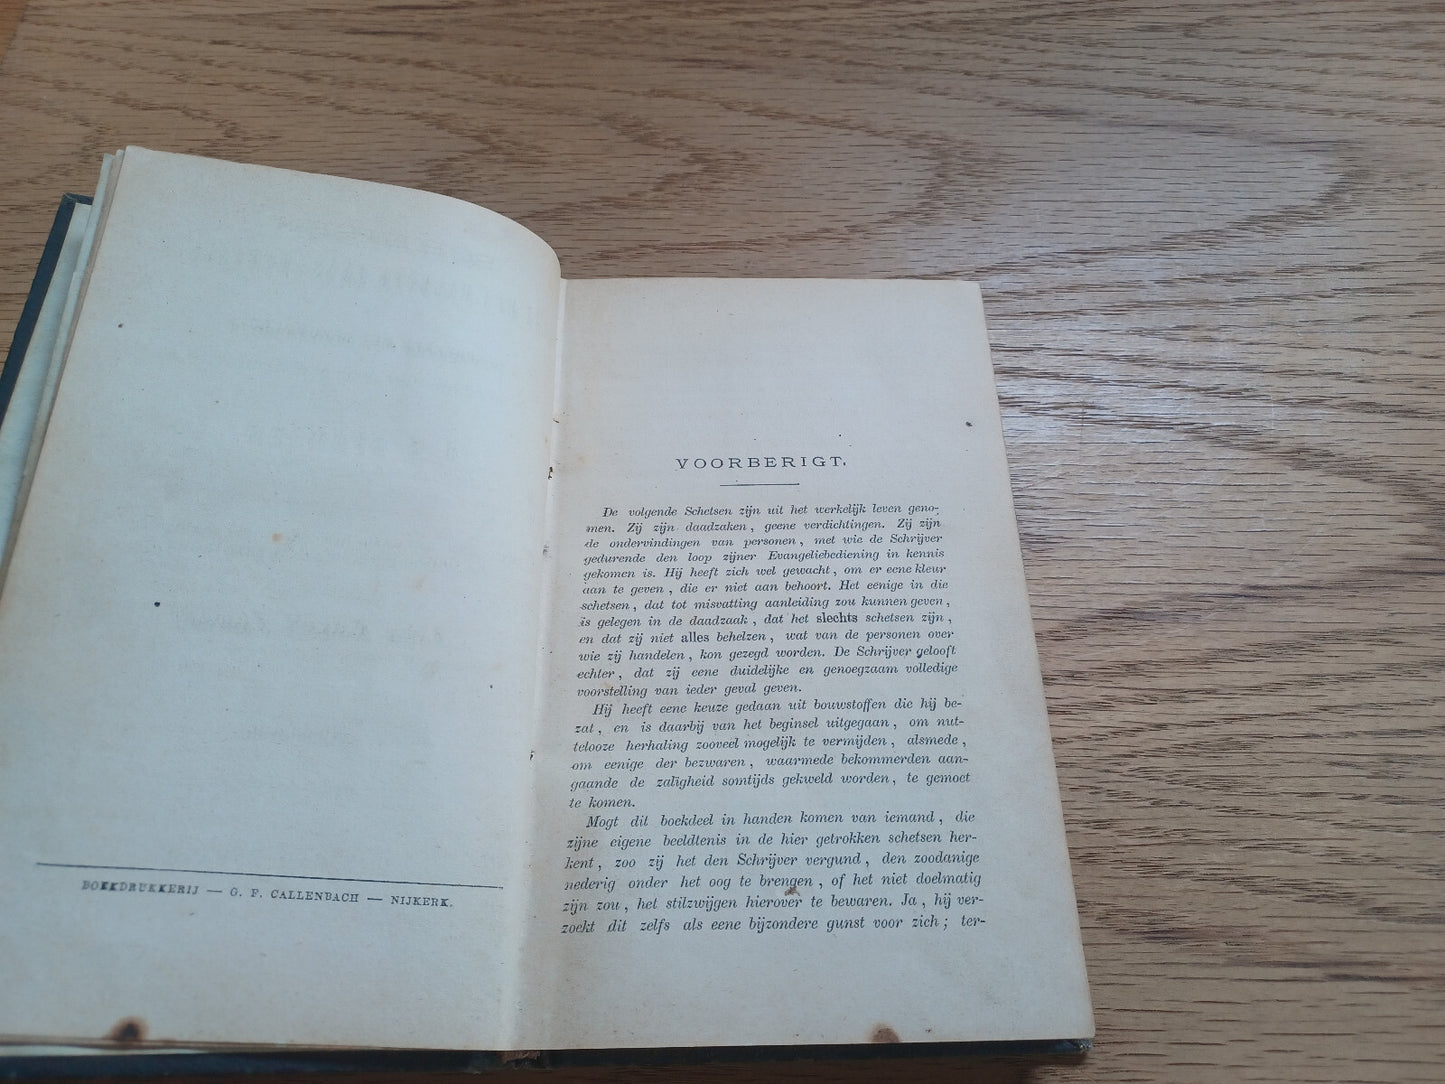 BOEKDRUKKERIJ — G. F. CALLENBACH — NIJKERK.
VOORBERIGT.
De volgende Schetsen zijn uit het werkelijk leven geno-
men. Zij zijn daadzaken, geene verdichtingen. Zij zijn
de ondervindingen van personen, met wie de Schrijver
gedurende den loop zijner Evangeliebediening in kennis
gekomen is. Hij heeft zich wel gewacht, om er eene kleur
aan te geven, die er niet aan behoort. Het eenige in die
schetsen, dat tot misvatting aanleiding zou kunnen geven,
is gelegen in de daadzaak, dat het slechts schetsen zijn,
en dat zij niet alles behelzen, wat van de personen over
wie zij handelen, kon gezegd worden. De Schrijver gelooft
echter, dat zij eene duidelijke en genoegzaam volledige
voorstelling van ieder geval geven.
Hij heeft eene keuze gedaan uit bouwstoffen die hij be-
zat, en is daarbij van het beginsel uitgegaan, om nut-
telooze herhaling zooveel mogelijk te vermijden, alsmede,
om eenige der bezwaren, waarmede bekommerden aan-
gaande de zaligheid somtijds gekweld worden, te gemoet
te komen.
Mogt dit boekdeel in handen komen van iemand, die
zijne eigene beeldtenis in de hier getrokken schetsen her-
kent, zoo zij het den Schrijver vergund, den zoodanige
nederig onder het oog te brengen, of het niet doelmatig
zijn zou, het stilzwijgen hierover te bewaren. Ja, hij ver-
zoekt dit zelfs als eene bijzondere gunst voor zich; ter-